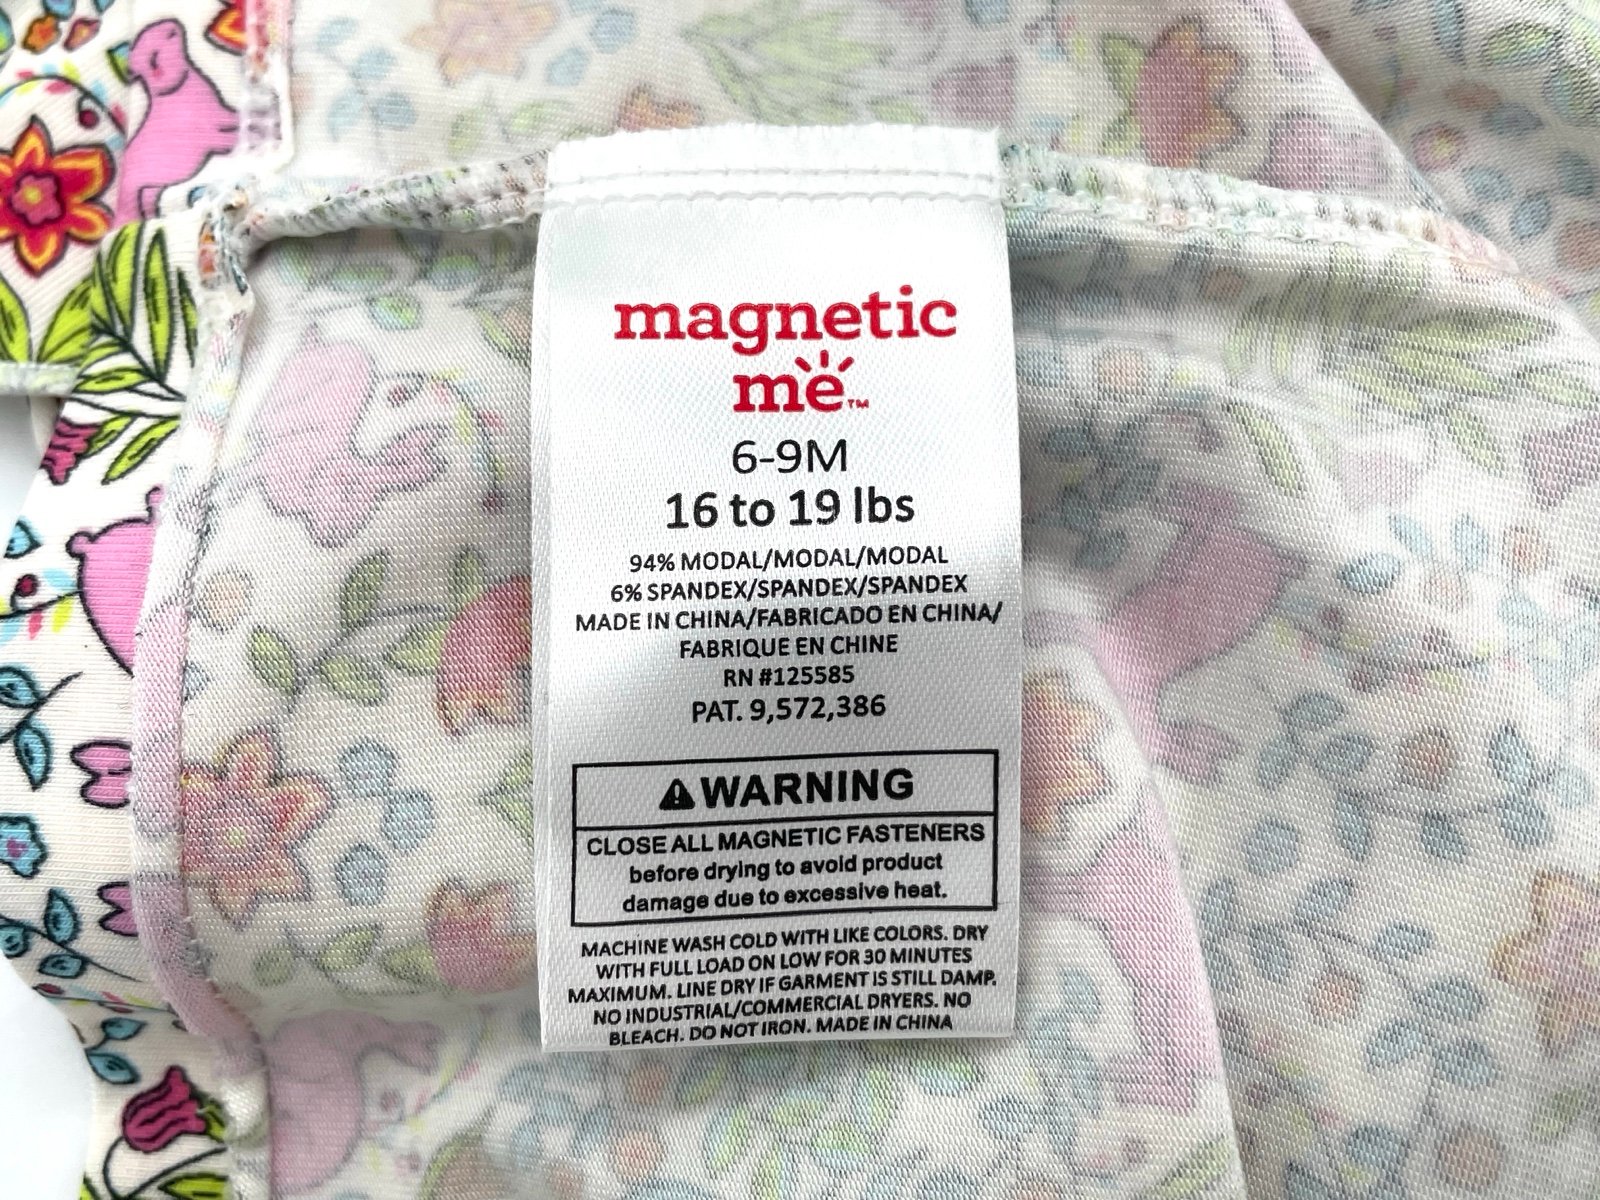 magnetic
me™
6-9M
16 to 19 lbs
94% MODAL/MODAL/MODAL
6% SPANDEX/SPANDEX/SPANDEX
MADE IN CHINA/FABRICADO EN CHINA/
FABRIQUE EN CHINE
RN #125585
PAT. 9,572,386
⚠WARNING
CLOSE ALL MAGNETIC FASTENERS
before drying to avoid product
damage due to excessive heat.
MACHINE WASH COLD WITH LIKE COLORS. DRY
WITH FULL LOAD ON LOW FOR 30 MINUTES
MAXIMUM. LINE DRY IF GARMENT IS STILL DAMP.
NO INDUSTRIAL/COMMERCIAL DRYERS. NO
BLEACH. DO NOT IRON. MADE IN CHINA